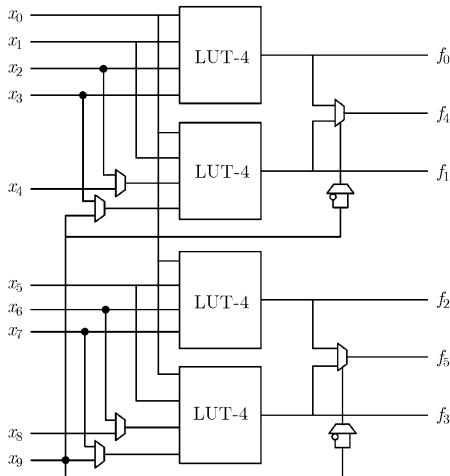 x₀
LUT-4
f₀
x₁
x₂
x₃
f₄
LUT-4
f₁
x₄
x₅
LUT-4
f₂
x₆
x₇
f₅
LUT-4
f₃
x₈
x₉